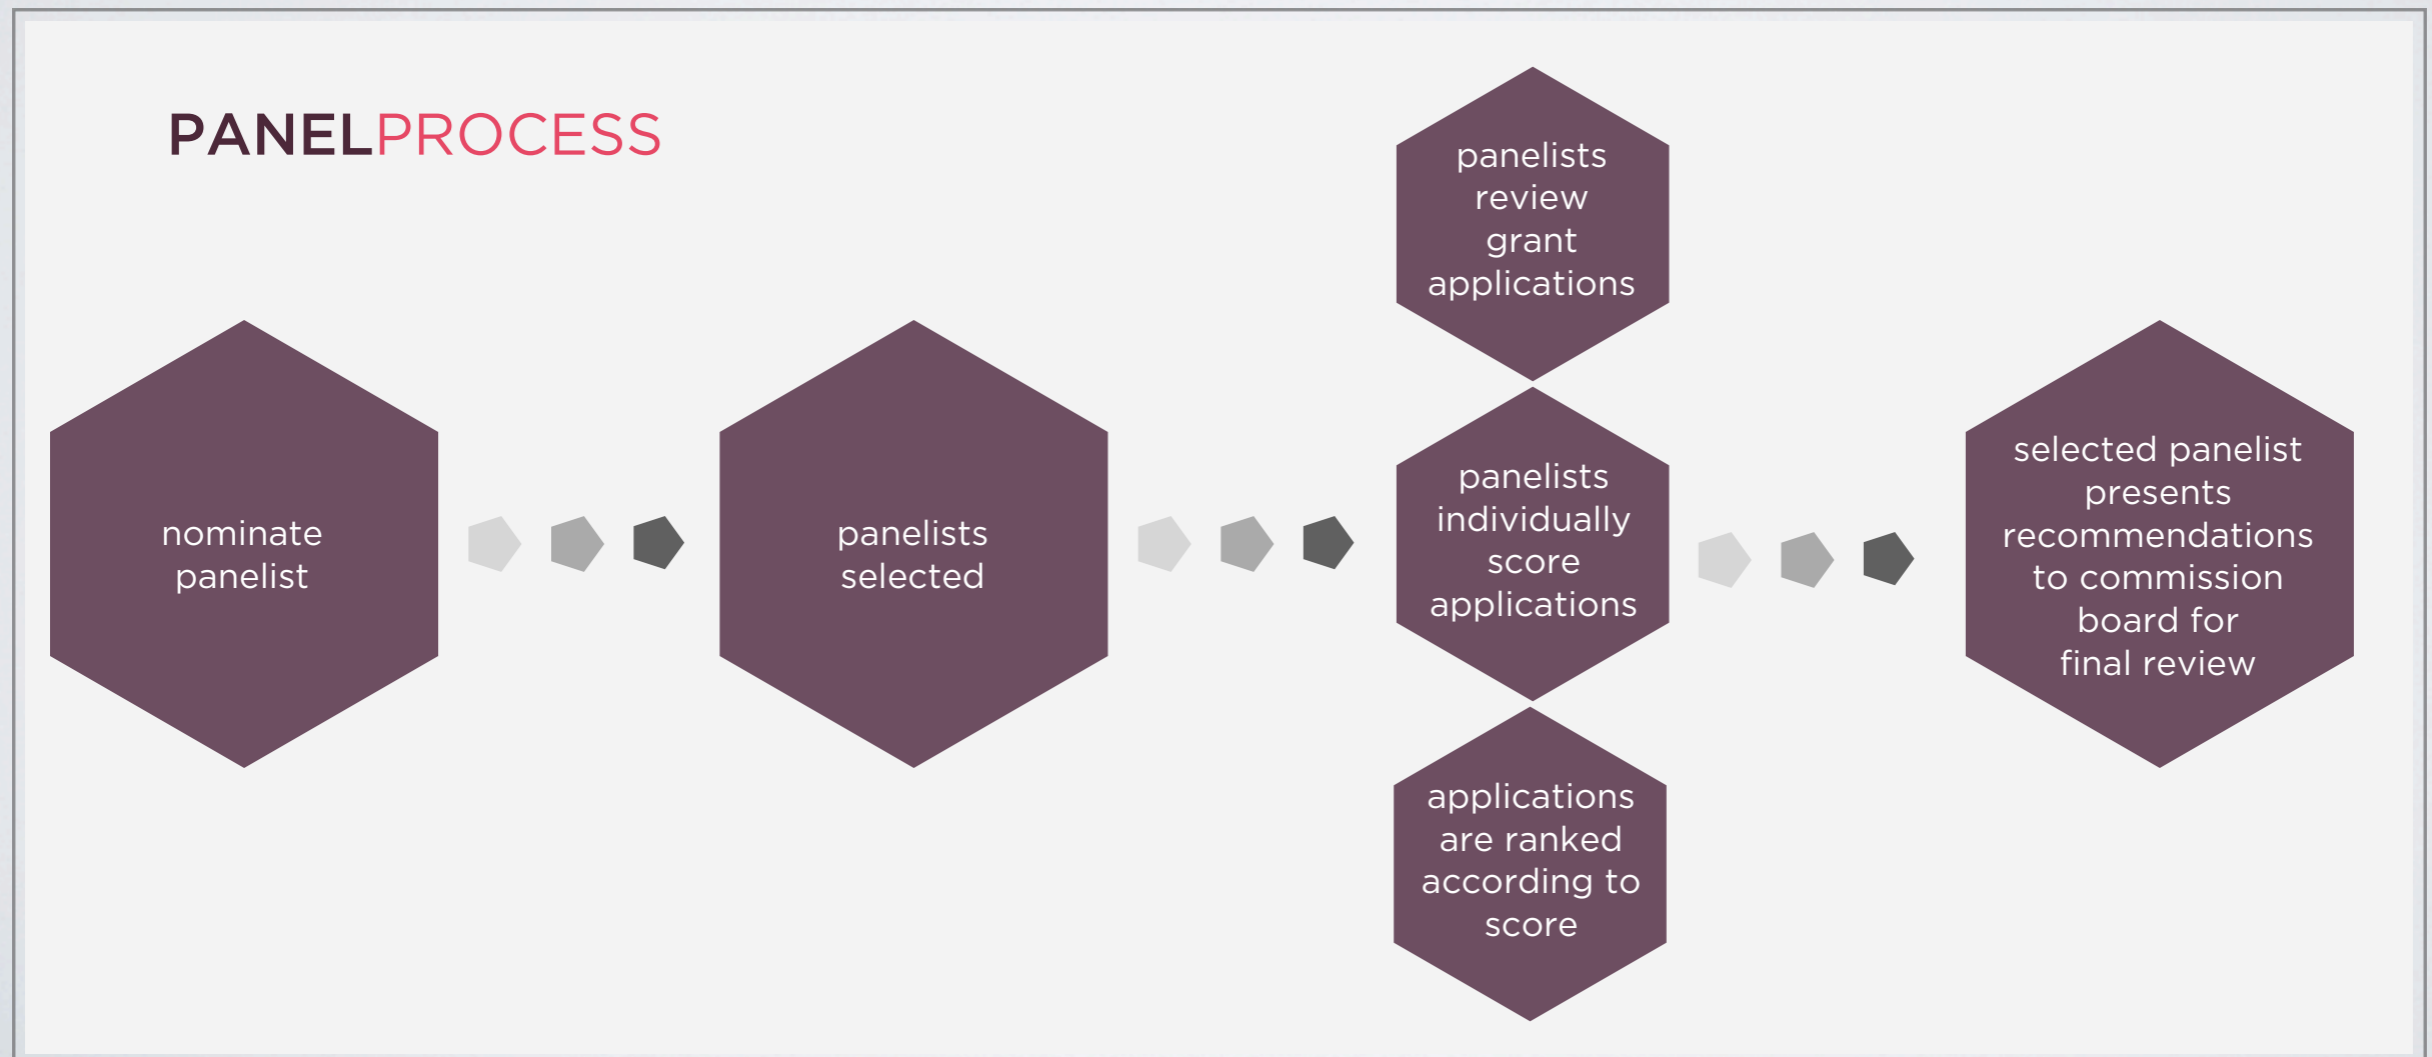 PANELPROCESS
nominate
panelist
panelists
selected
panelists
review
grant
applications
panelists
individually
score
applications
applications
are ranked
according to
score
selected panelist
presents
recommendations
to commission
board for
final review